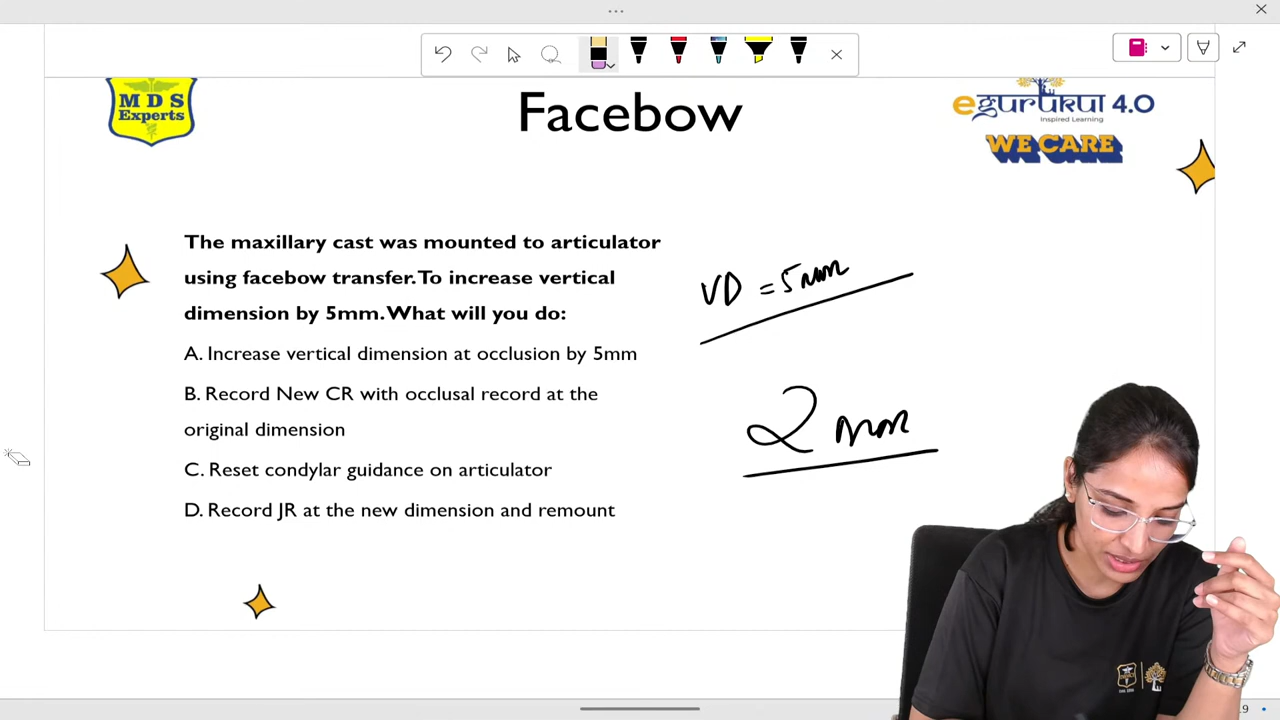 MDS
Experts
Facebow
egurukul 4.0
Inspired Learning
WE CARE
The maxillary cast was mounted to articulator
using facebow transfer. To increase vertical
dimension by 5mm. What will you do:
A. Increase vertical dimension at occlusion by 5mm
B. Record New CR with occlusal record at the
original dimension
C. Reset condylar guidance on articulator
D. Record JR at the new dimension and remount
VD = 5mm
2 mm